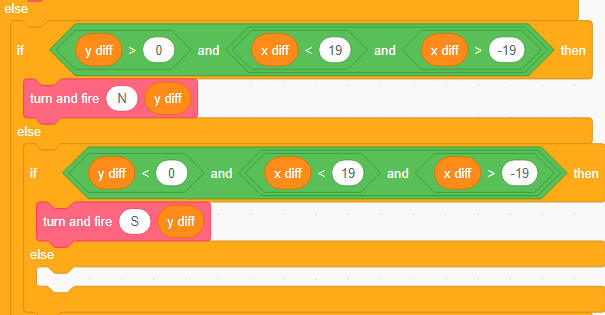 else
if y diff > 0 and x diff < 19 and x diff > -19 then
turn and fire N y diff
else
if y diff < 0 and x diff < 19 and x diff > -19 then
turn and fire S y diff
else